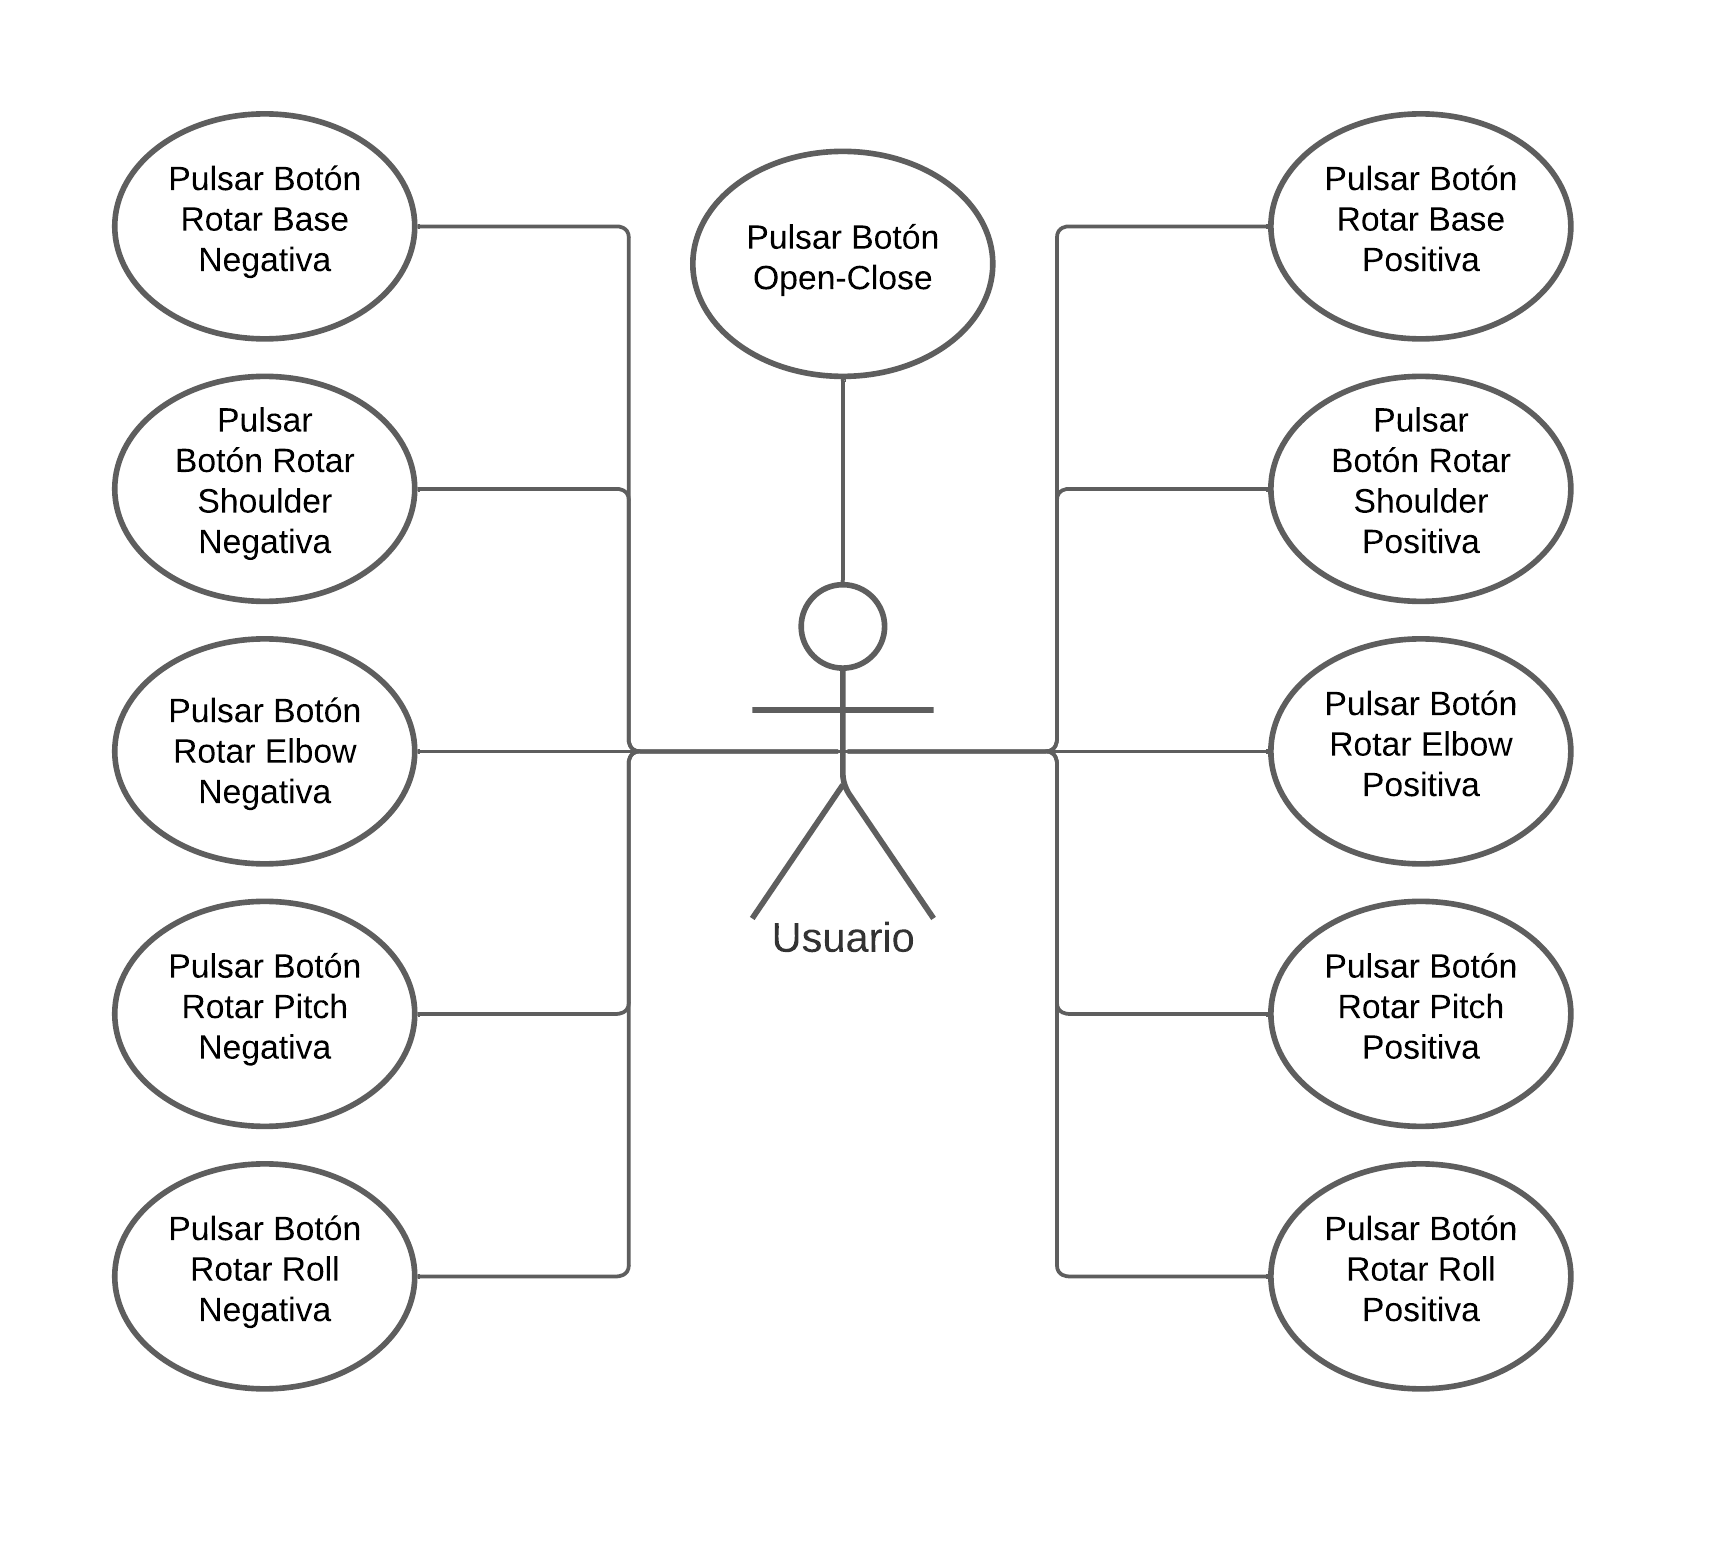 Pulsar Botón
Rotar Base
Negativa
Pulsar
Botón Rotar
Shoulder
Negativa
Pulsar Botón
Rotar Elbow
Negativa
Pulsar Botón
Rotar Pitch
Negativa
Pulsar Botón
Rotar Roll
Negativa
Pulsar Botón
Open-Close
Usuario
Pulsar Botón
Rotar Base
Positiva
Pulsar
Botón Rotar
Shoulder
Positiva
Pulsar Botón
Rotar Elbow
Positiva
Pulsar Botón
Rotar Pitch
Positiva
Pulsar Botón
Rotar Roll
Positiva